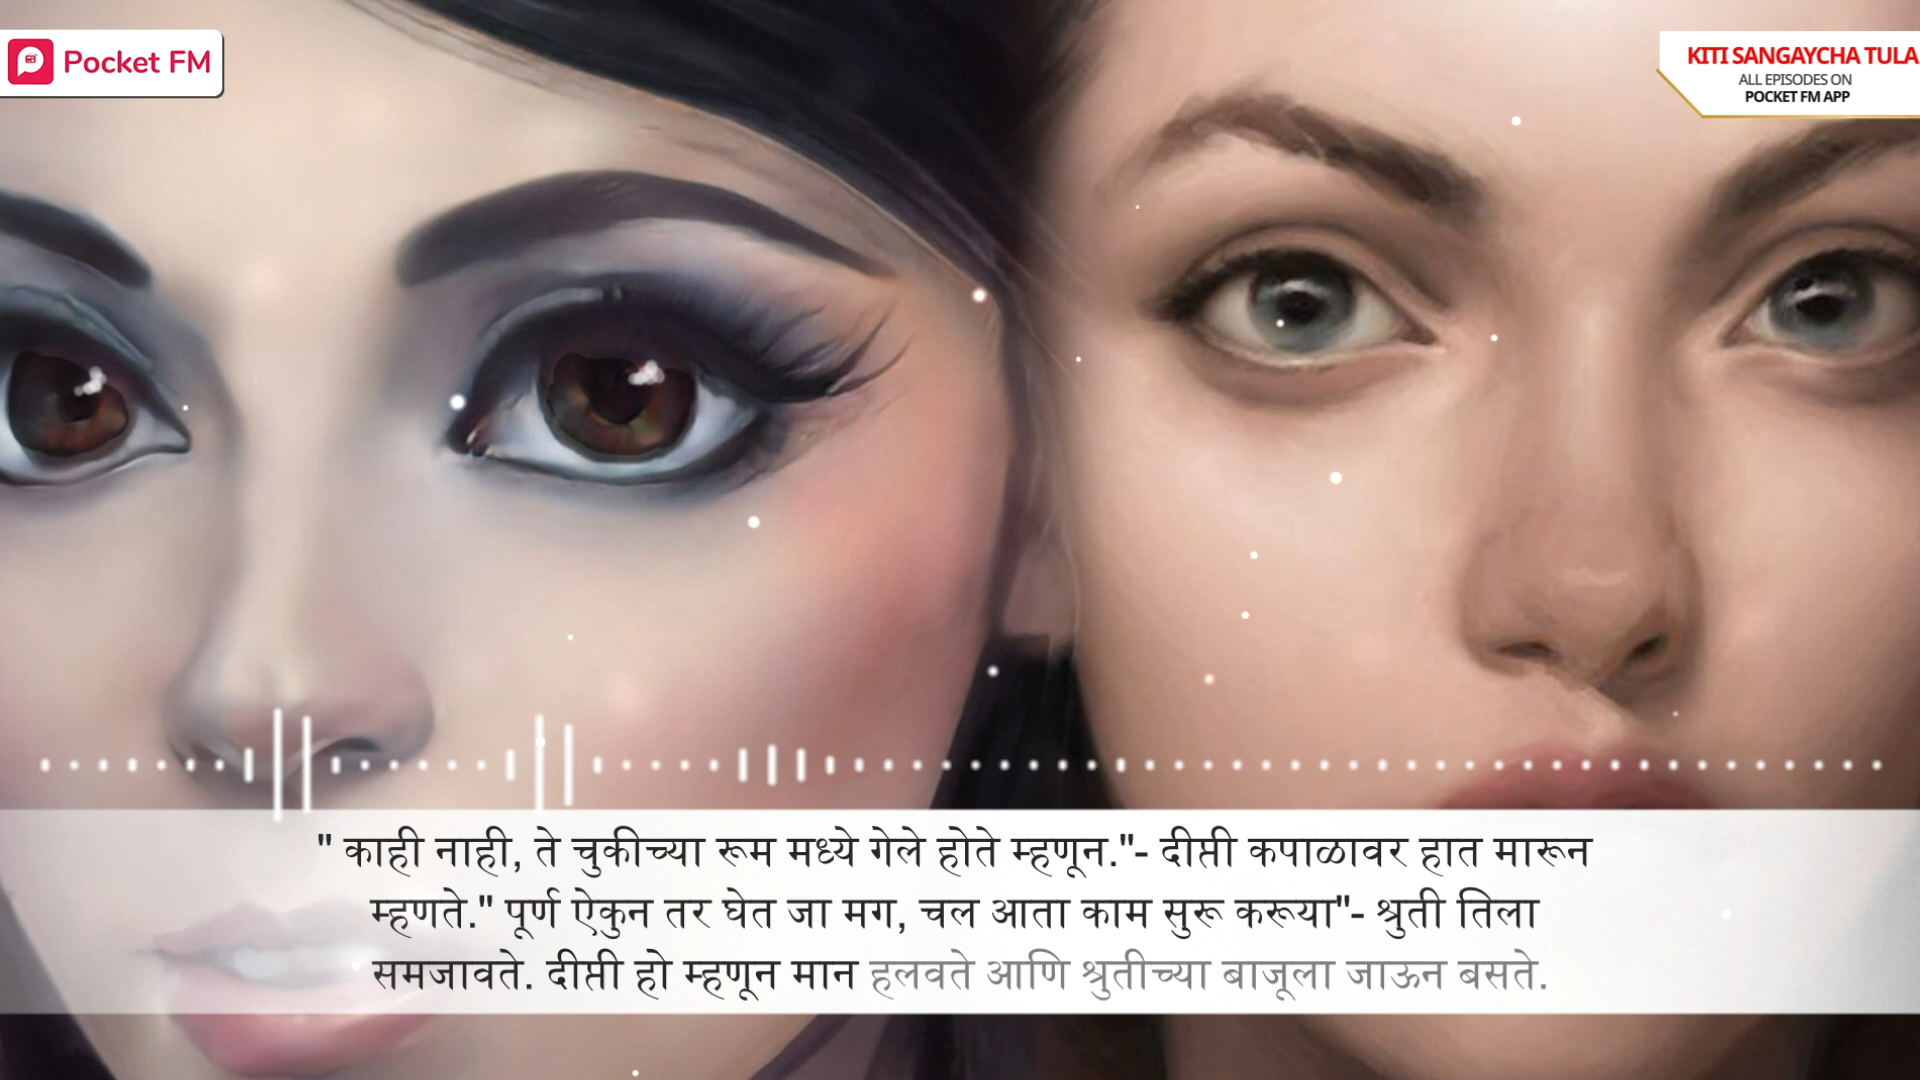 Pocket FM
KITI SANGAYCHA TULA
ALL EPISODES ON
POCKET FM APP
" काही नाही, ते चुकीच्या रूम मध्ये गेले होते म्हणून."- दीप्ती कपाळावर हात मारून
म्हणते." पूर्ण ऐकुन तर घेत जा मग, चल आता काम सुरू करूया"- श्रुती तिला
समजावते. दीप्ती हो म्हणून मान हलवते आणि श्रुतीच्या बाजूला जाऊन बसते.